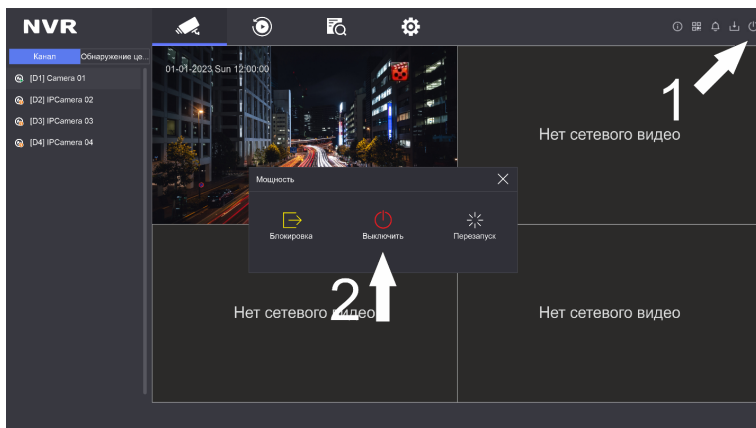 NVR
Канал
Обнаружение це...
[D1] Camera 01
[D2] IPCamera 02
[D3] IPCamera 03
[D4] IPCamera 04
01-01-2023 Sun 12:00:00
1
Нет сетевого видео
Мощность
Блокировка
Выключить
Перезапуск
2
Нет сетевого видео
Нет сетевого видео